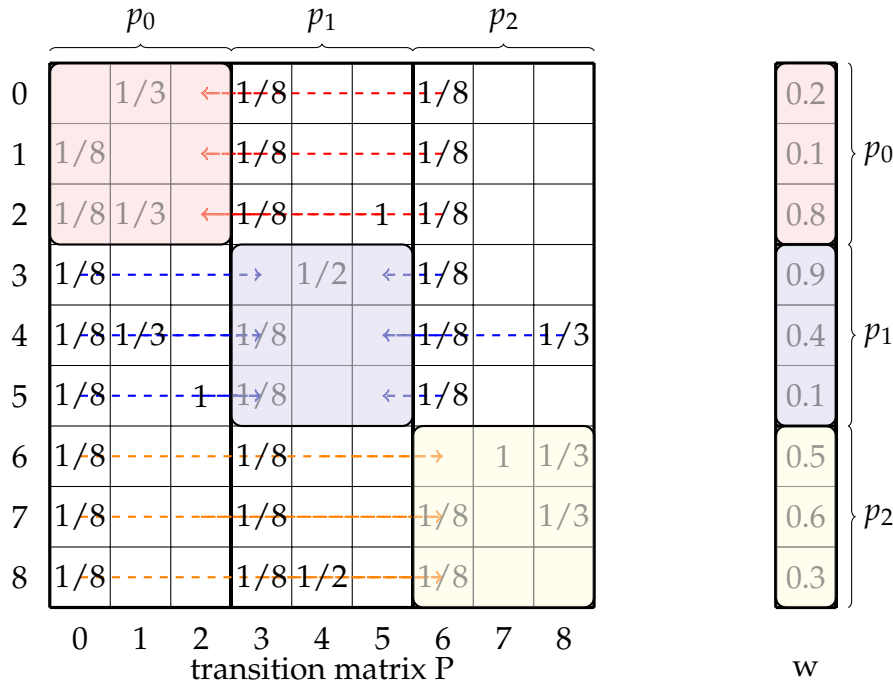 p0 p1 p2
0 1/3 1/8 1/8 0.2
1 1/8 1/8 1/8 0.1 p0
2 1/8 1/3 1/8 1 1/8 0.8
3 1/8 1/2 1/8 0.9
4 1/8 1/3 1/8 1/8 1/3 0.4 p1
5 1/8 1 1/8 1/8 0.1
6 1/8 1/8 1 1/3 0.5
7 1/8 1/8 1/8 1/3 0.6 p2
8 1/8 1/8 1/2 1/8 0.3
0 1 2 3 4 5 6 7 8
transition matrix P w